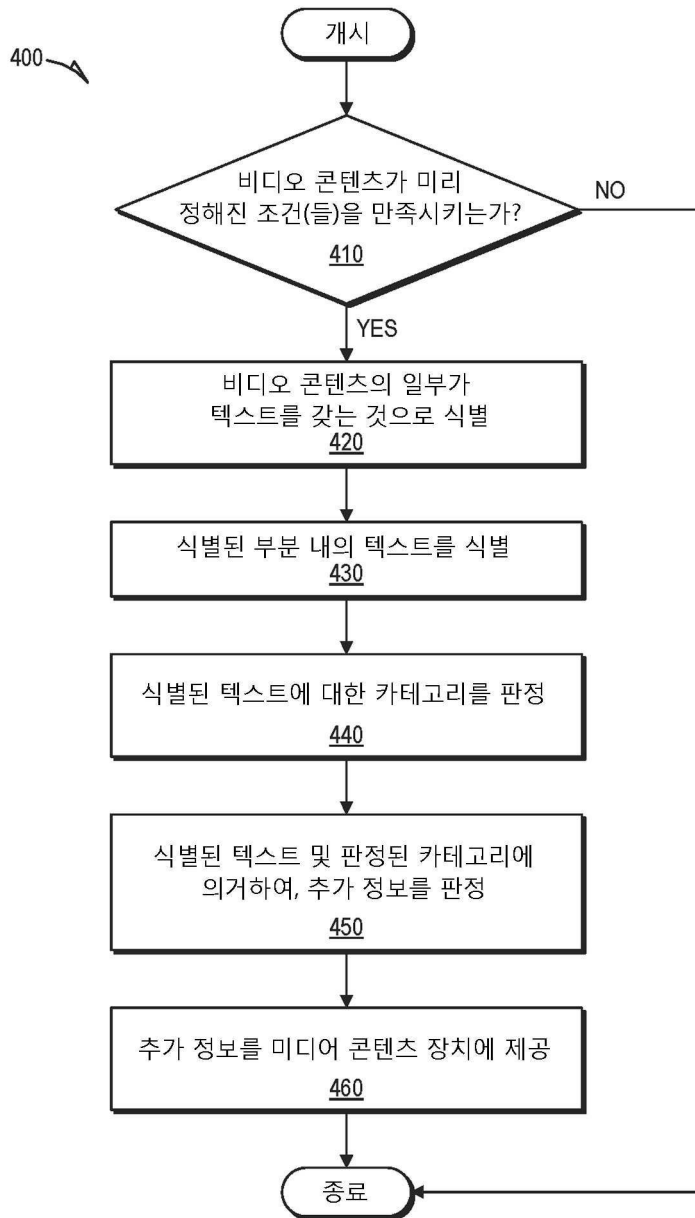 개시
400
비디오 콘텐츠가 미리
정해진 조건(들)을 만족시키는가?
410
NO
YES
비디오 콘텐츠의 일부가
텍스트를 갖는 것으로 식별
420
식별된 부분 내의 텍스트를 식별
430
식별된 텍스트에 대한 카테고리를 판정
440
식별된 텍스트 및 판정된 카테고리에
의거하여, 추가 정보를 판정
450
추가 정보를 미디어 콘텐츠 장치에 제공
460
종료